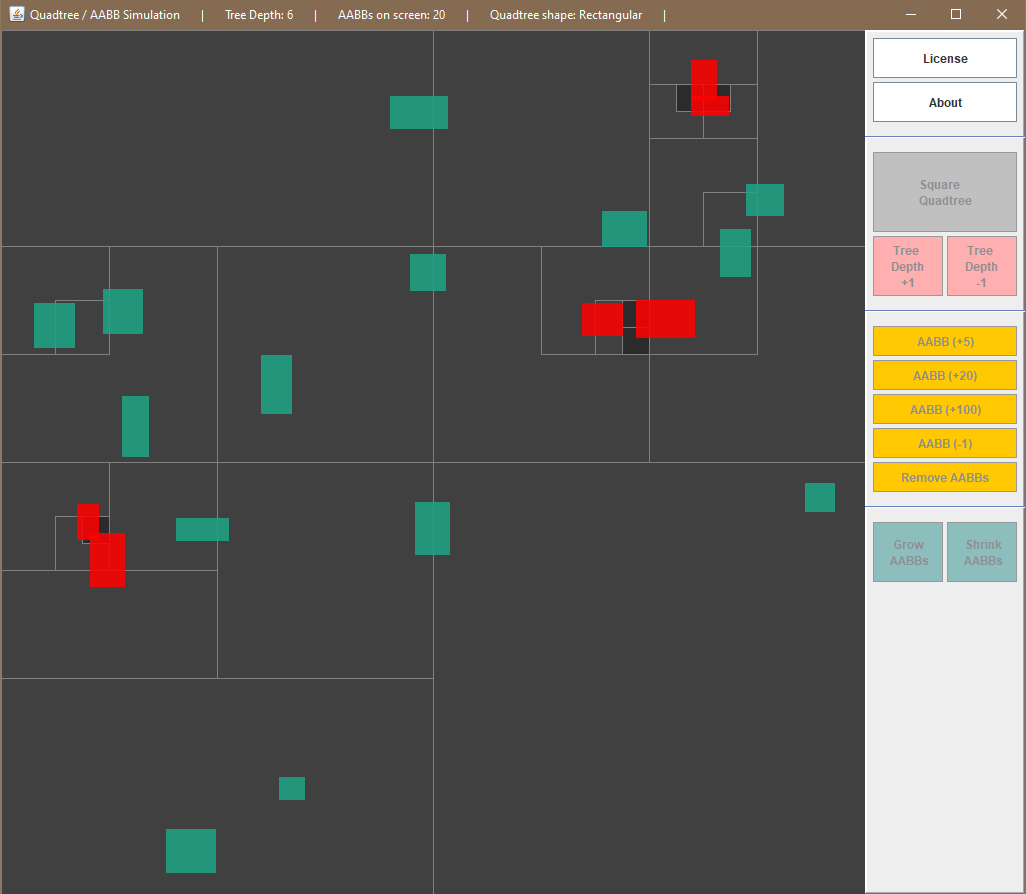 Quadtree / AABB Simulation | Tree Depth: 6 | AABBs on screen: 20 | Quadtree shape: Rectangular |
License
About
Square
Quadtree
Tree
Depth
+1
Tree
Depth
-1
AABB (+5)
AABB (+20)
AABB (+100)
AABB (-1)
Remove AABBs
Grow
AABBs
Shrink
AABBs